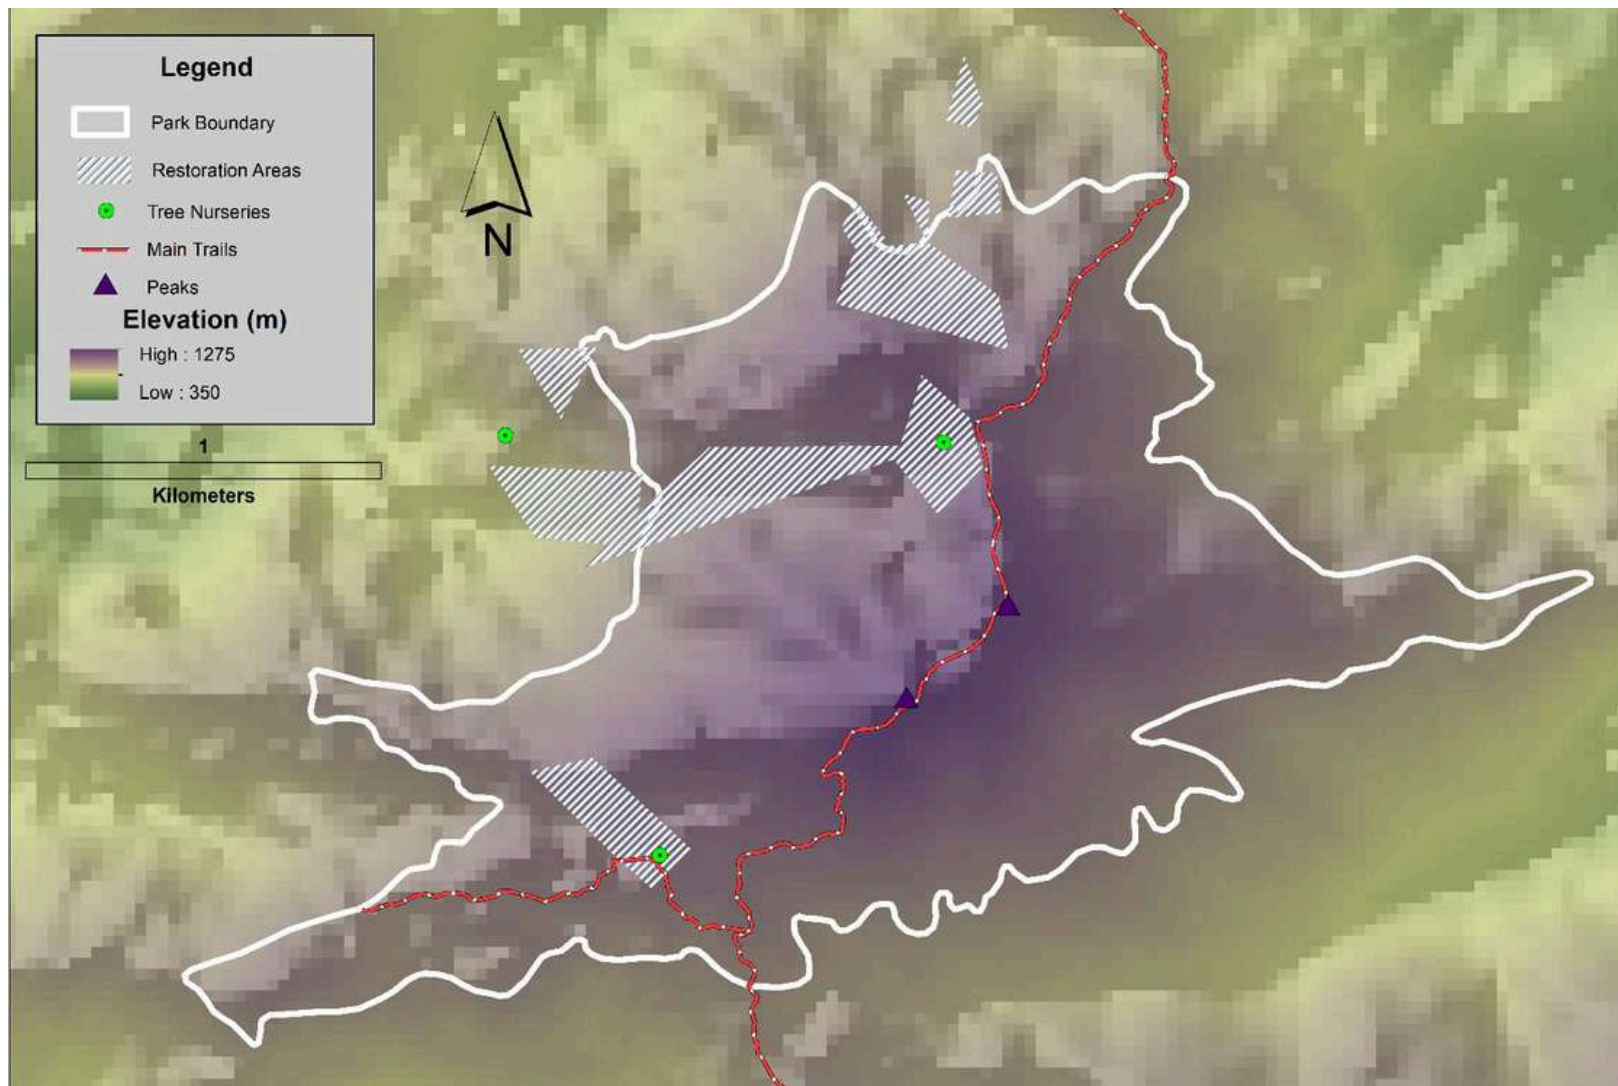 Legend
Park Boundary
Restoration Areas
Tree Nurseries
Main Trails
Peaks
Elevation (m)
High : 1275
Low : 350
1
Kilometers
N